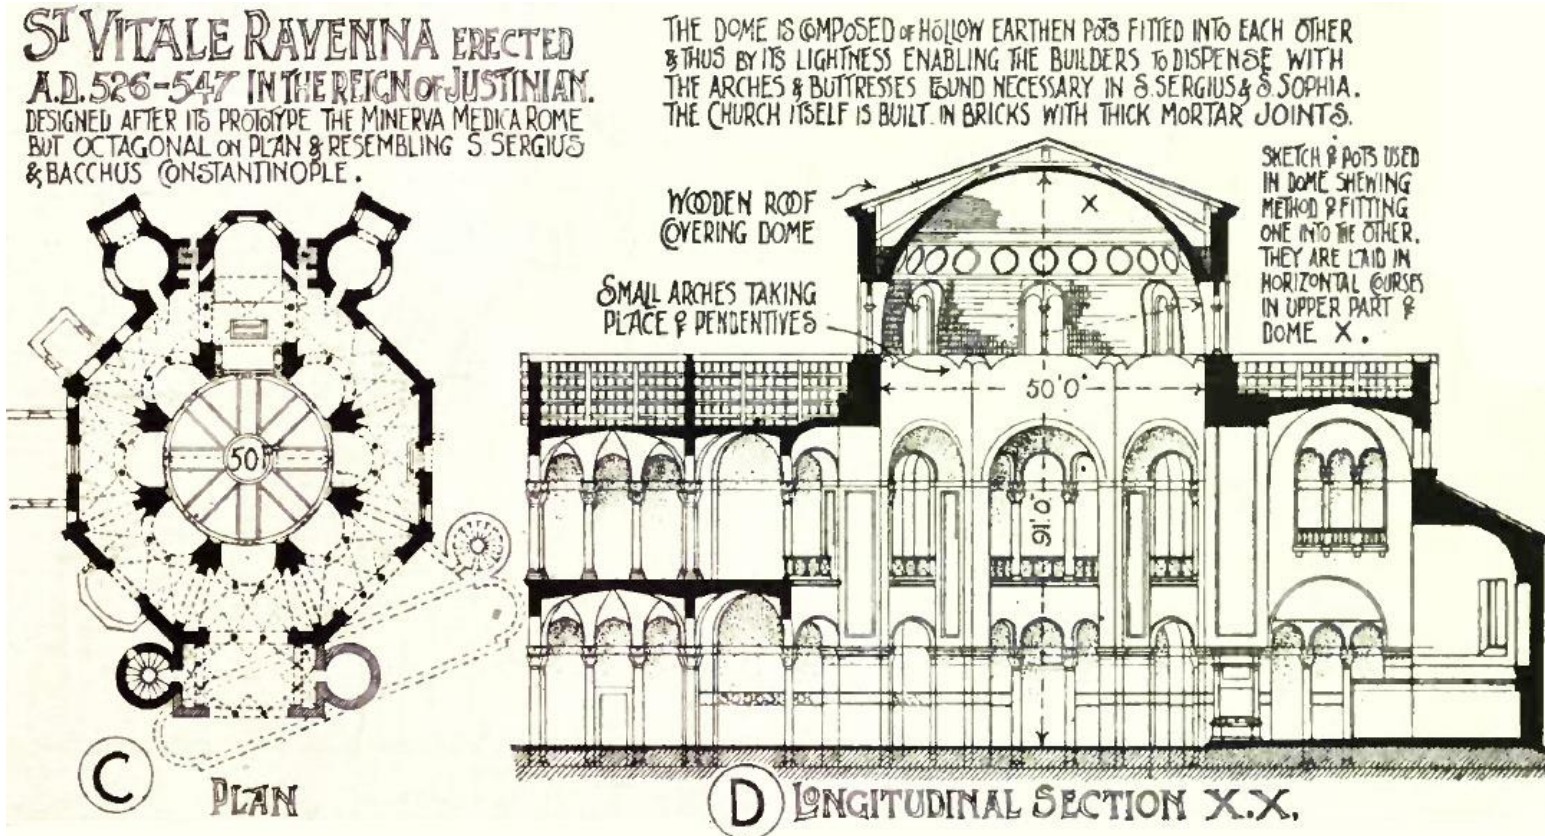 ST VITALE RAVENNA ERECTED
A.D. 526-547 IN THE REIGN OF JUSTINIAN.
DESIGNED AFTER ITS PROTOTYPE THE MINERVA MEDICA ROME
BUT OCTAGONAL ON PLAN & RESEMBLING S. SERGIUS
& BACCHUS CONSTANTINOPLE.
THE DOME IS COMPOSED OF HOLLOW EARTHEN POTS FITTED INTO EACH OTHER
& THUS BY ITS LIGHTNESS ENABLING THE BUILDERS TO DISPENSE WITH
THE ARCHES & BUTTRESSES FOUND NECESSARY IN S. SERGIUS & S. SOPHIA.
THE CHURCH ITSELF IS BUILT IN BRICKS WITH THICK MORTAR JOINTS.
WOODEN ROOF
COVERING DOME
X
SKETCH OF POTS USED
IN DOME SHEWING
METHOD OF FITTING
ONE INTO THE OTHER.
THEY ARE LAID IN
HORIZONTAL COURSES
IN UPPER PART OF
DOME X.
SMALL ARCHES TAKING
PLACE OF PENDENTIVES
50'0"
91'0"
50'
C
PLAN
D
LONGITUDINAL SECTION X.X.